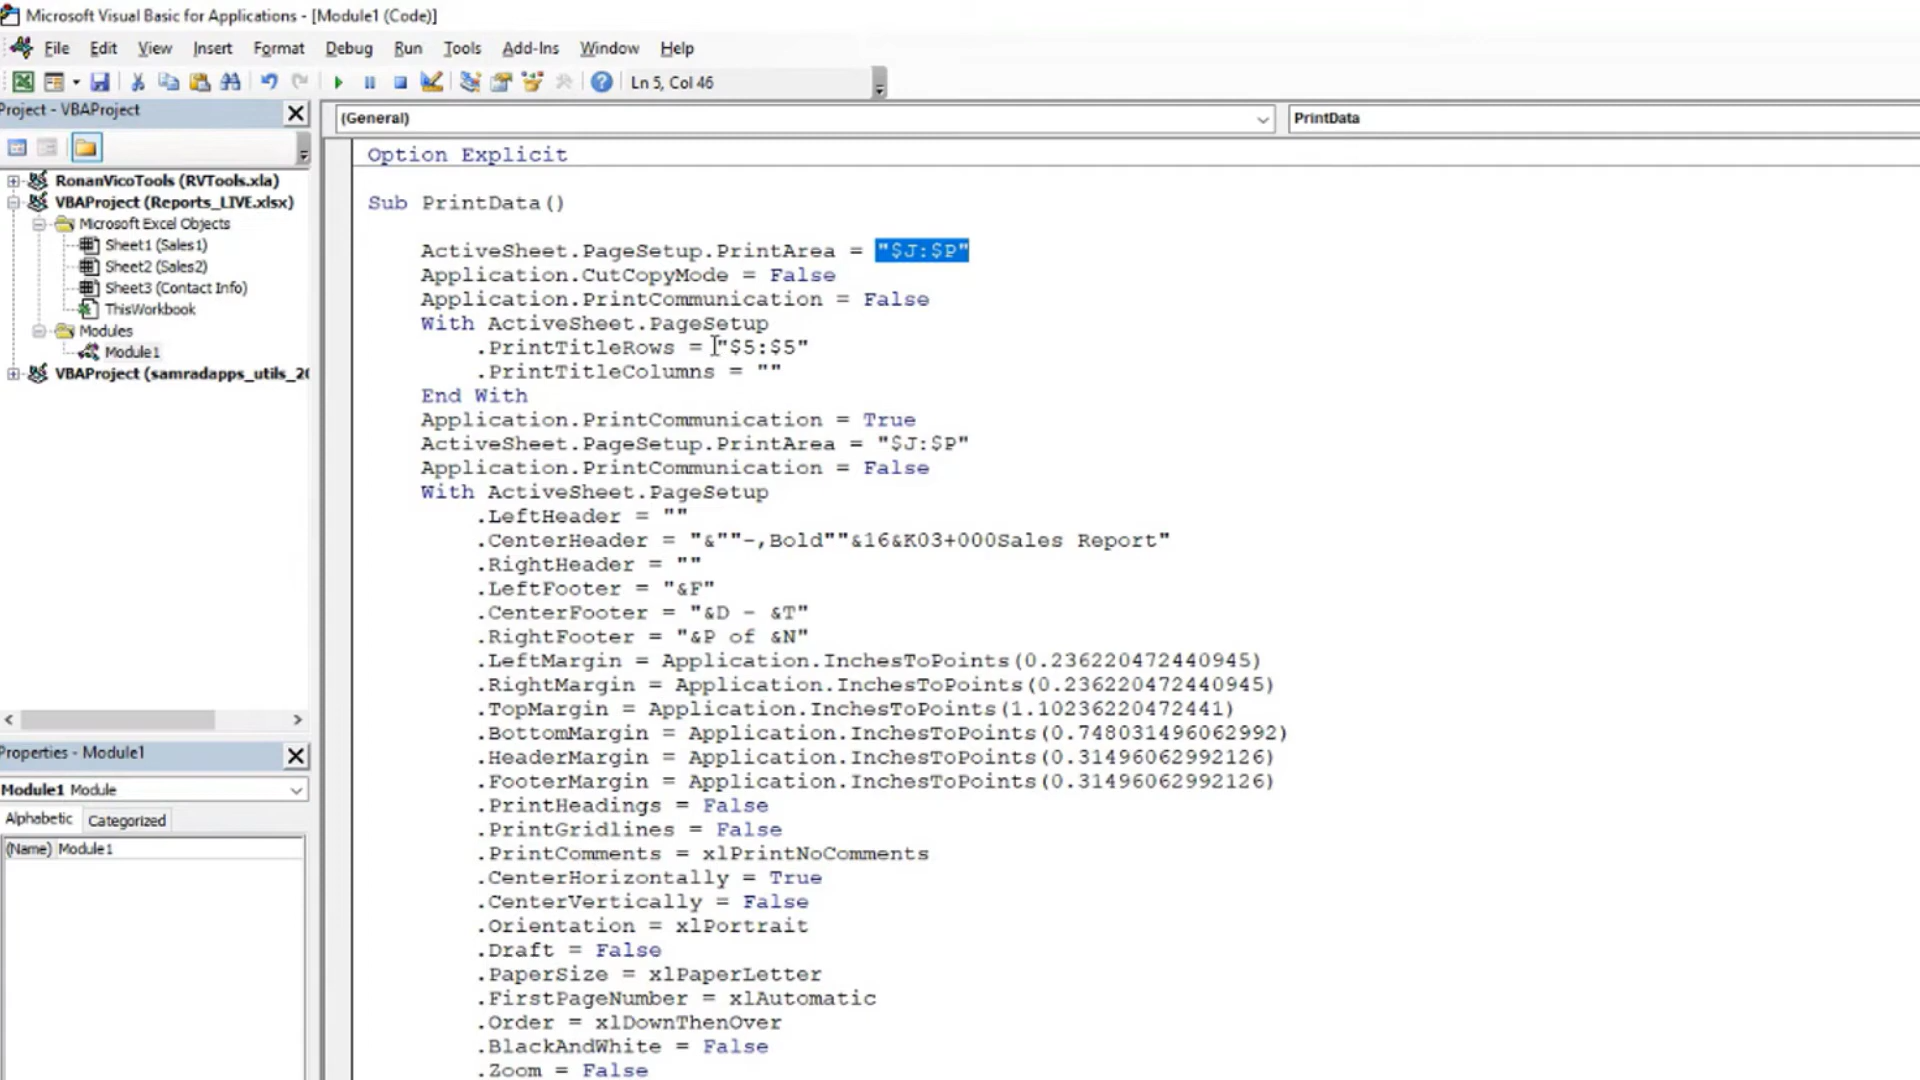 Microsoft Visual Basic for Applications - [Module1 (Code)]
File Edit View Insert Format Debug Run Tools Add-Ins Window Help
Ln 5, Col 46
Project - VBAProject
(General)
PrintData
RonanVicoTools (RVTools.xla)
VBAProject (Reports_LIVE.xlsx)
Microsoft Excel Objects
Sheet1 (Sales1)
Sheet2 (Sales2)
Sheet3 (Contact Info)
ThisWorkbook
Modules
Module1
VBAProject (samradapps_utils_20
Properties - Module1
Module1 Module
Alphabetic Categorized
(Name) Module1
Option Explicit
Sub PrintData()
ActiveSheet.PageSetup.PrintArea = "$J:$P"
Application.CutCopyMode = False
Application.PrintCommunication = False
With ActiveSheet.PageSetup
.PrintTitleRows = "$5:$5"
.PrintTitleColumns = ""
End With
Application.PrintCommunication = True
ActiveSheet.PageSetup.PrintArea = "$J:$P"
Application.PrintCommunication = False
With ActiveSheet.PageSetup
.LeftHeader = ""
.CenterHeader = "&""-,Bold""&16&K03+000Sales Report"
.RightHeader = ""
.LeftFooter = "&F"
.CenterFooter = "&D - &T"
.RightFooter = "&P of &N"
.LeftMargin = Application.InchesToPoints(0.236220472440945)
.RightMargin = Application.InchesToPoints(0.236220472440945)
.TopMargin = Application.InchesToPoints(1.10236220472441)
.BottomMargin = Application.InchesToPoints(0.748031496062992)
.HeaderMargin = Application.InchesToPoints(0.31496062992126)
.FooterMargin = Application.InchesToPoints(0.31496062992126)
.PrintHeadings = False
.PrintGridlines = False
.PrintComments = xlPrintNoComments
.CenterHorizontally = True
.CenterVertically = False
.Orientation = xlPortrait
.Draft = False
.PaperSize = xlPaperLetter
.FirstPageNumber = xlAutomatic
.Order = xlDownThenOver
.BlackAndWhite = False
.Zoom = False